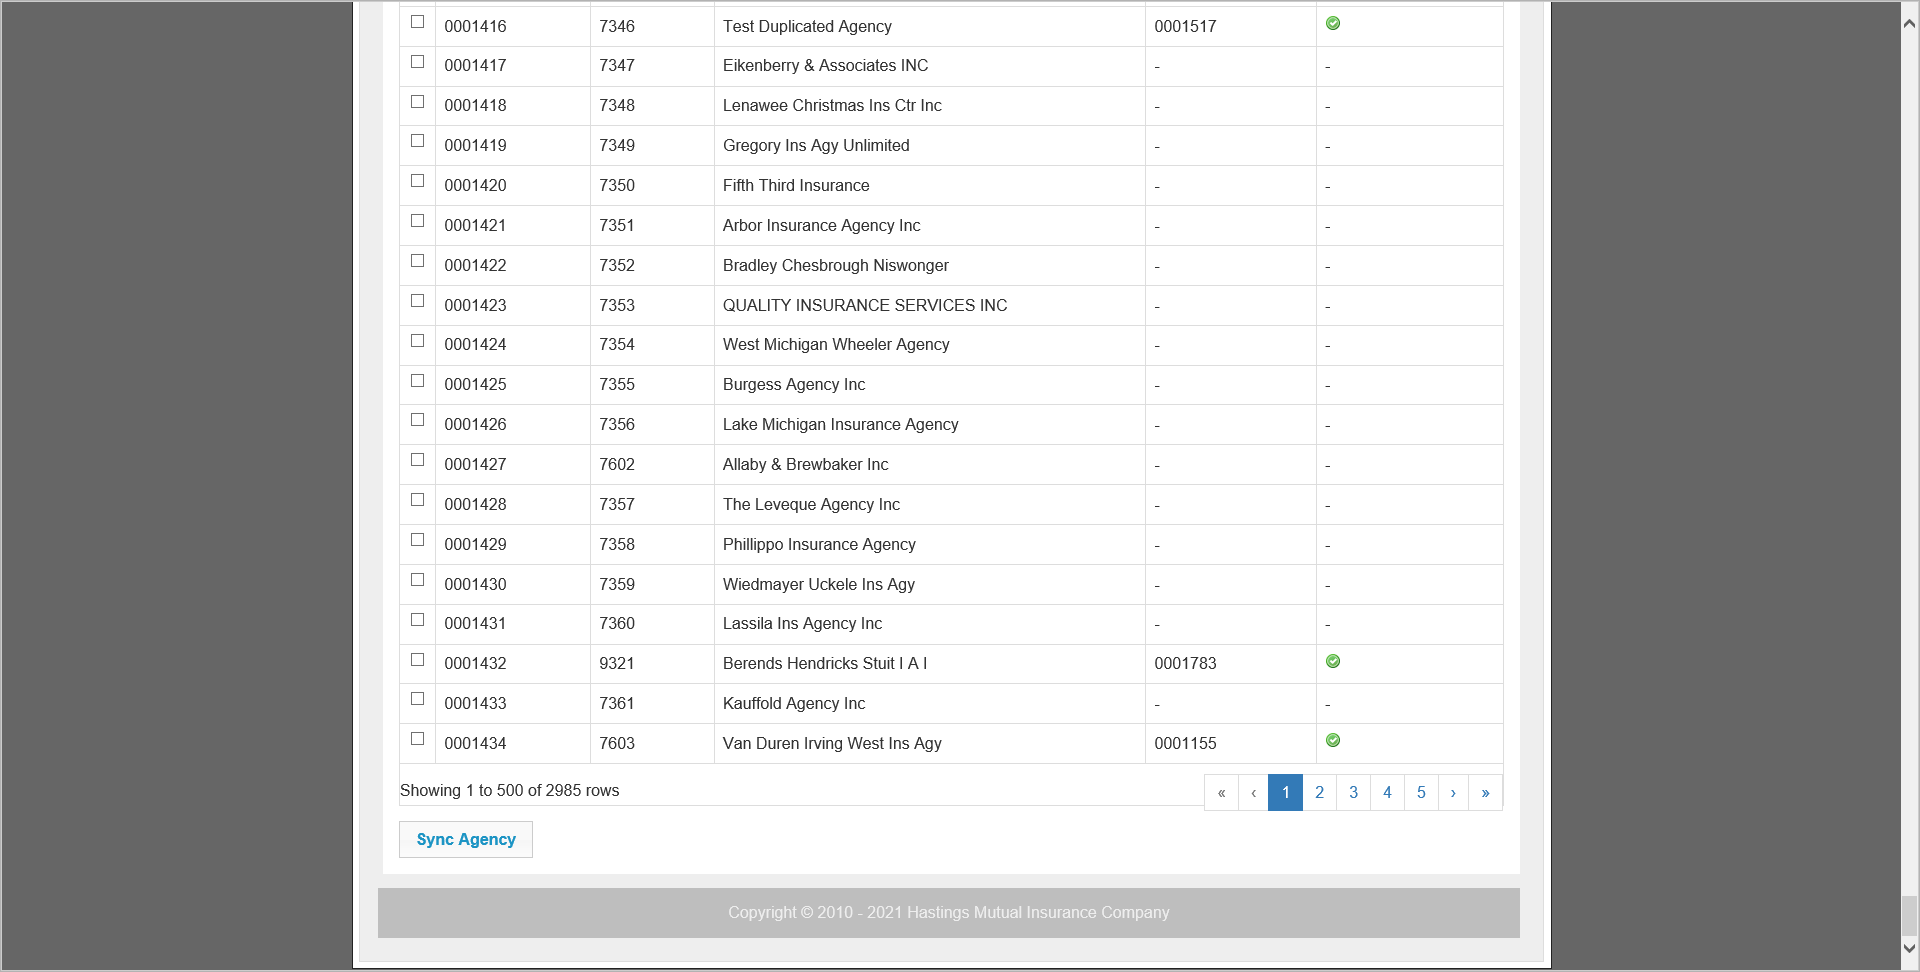 0001416 7346 Test Duplicated Agency 0001517
0001417 7347 Eikenberry & Associates INC - -
0001418 7348 Lenawee Christmas Ins Ctr Inc - -
0001419 7349 Gregory Ins Agy Unlimited - -
0001420 7350 Fifth Third Insurance - -
0001421 7351 Arbor Insurance Agency Inc - -
0001422 7352 Bradley Chesbrough Niswonger - -
0001423 7353 QUALITY INSURANCE SERVICES INC - -
0001424 7354 West Michigan Wheeler Agency - -
0001425 7355 Burgess Agency Inc - -
0001426 7356 Lake Michigan Insurance Agency - -
0001427 7602 Allaby & Brewbaker Inc - -
0001428 7357 The Leveque Agency Inc - -
0001429 7358 Phillippo Insurance Agency - -
0001430 7359 Wiedmayer Uckele Ins Agy - -
0001431 7360 Lassila Ins Agency Inc - -
0001432 9321 Berends Hendricks Stuit I A I 0001783
0001433 7361 Kauffold Agency Inc - -
0001434 7603 Van Duren Irving West Ins Agy 0001155
Showing 1 to 500 of 2985 rows « ‹ 1 2 3 4 5 › »
Sync Agency
Copyright © 2010 - 2021 Hastings Mutual Insurance Company